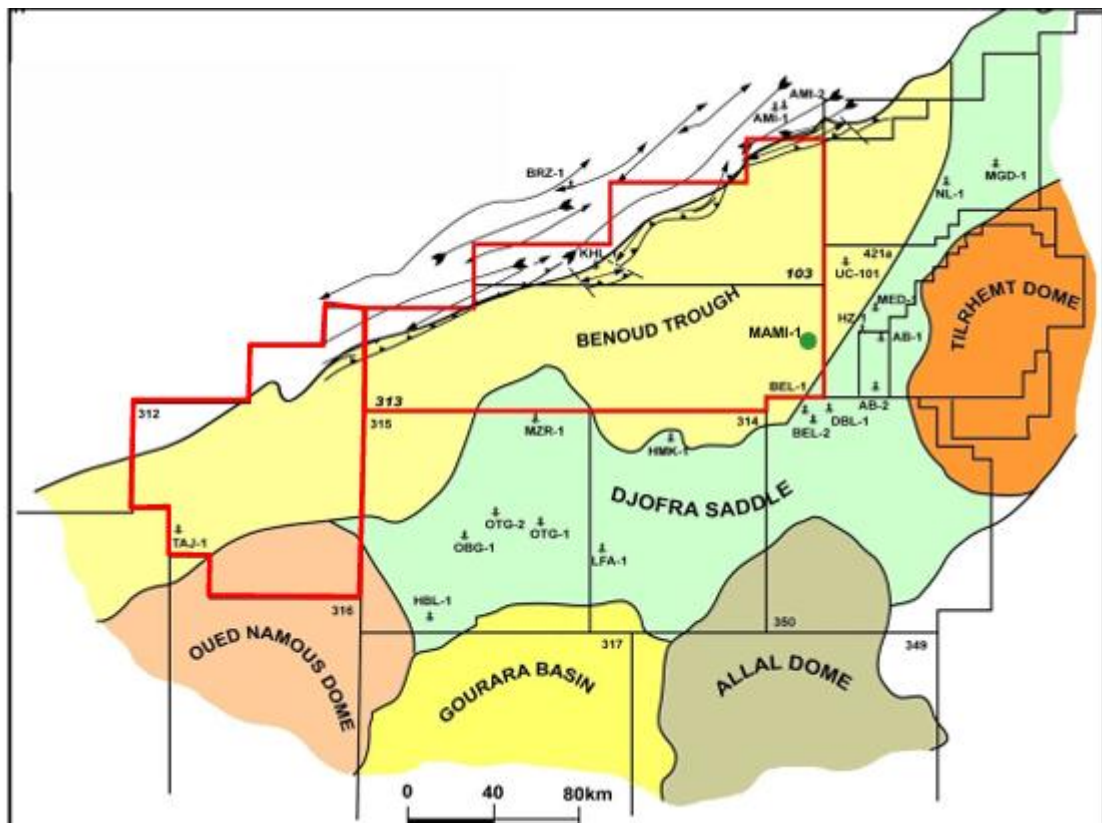 AMI-2
AMI-1
BRZ-1
MGD-1
NL-1
KHL
421a
UC-101
103
TILRHEMT DOME
MED-1
HZ-1
BENOUD TROUGH
MAMI-1
AB-1
BEL-1
AB-2
312
313
315
314
MZR-1
DBL-1
BEL-2
HMK-1
DJOFRA SADDLE
OTG-2
OTG-1
TAJ-1
OBG-1
LFA-1
316
HBL-1
350
317
349
OUED NAMOUS DOME
GOURARA BASIN
ALLAL DOME
0 40 80km